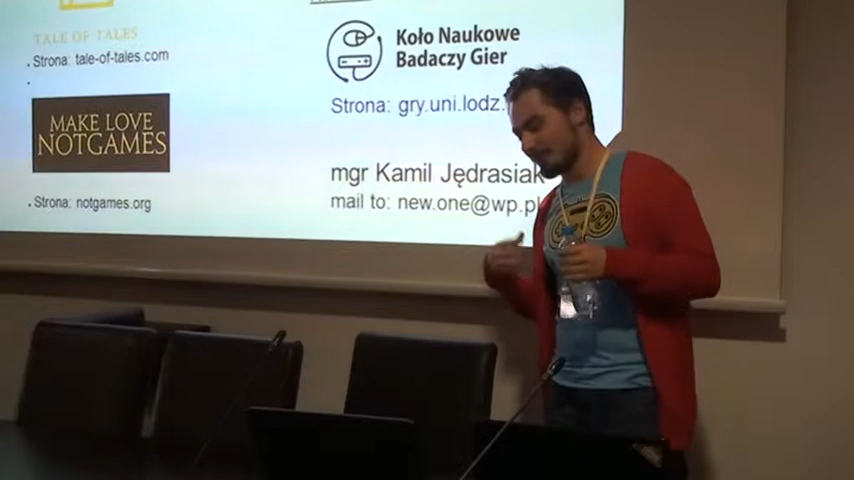 TALE OF TALES
• Strona: tale-of-tales.com
•
MAKE LOVE
NOTGAMES
• Strona: notgames.org
Koło Naukowe
Badaczy Gier
Strona: gry.uni.lodz.
mgr Kamil Jędrasiak
mail to: new.one@wp.pl